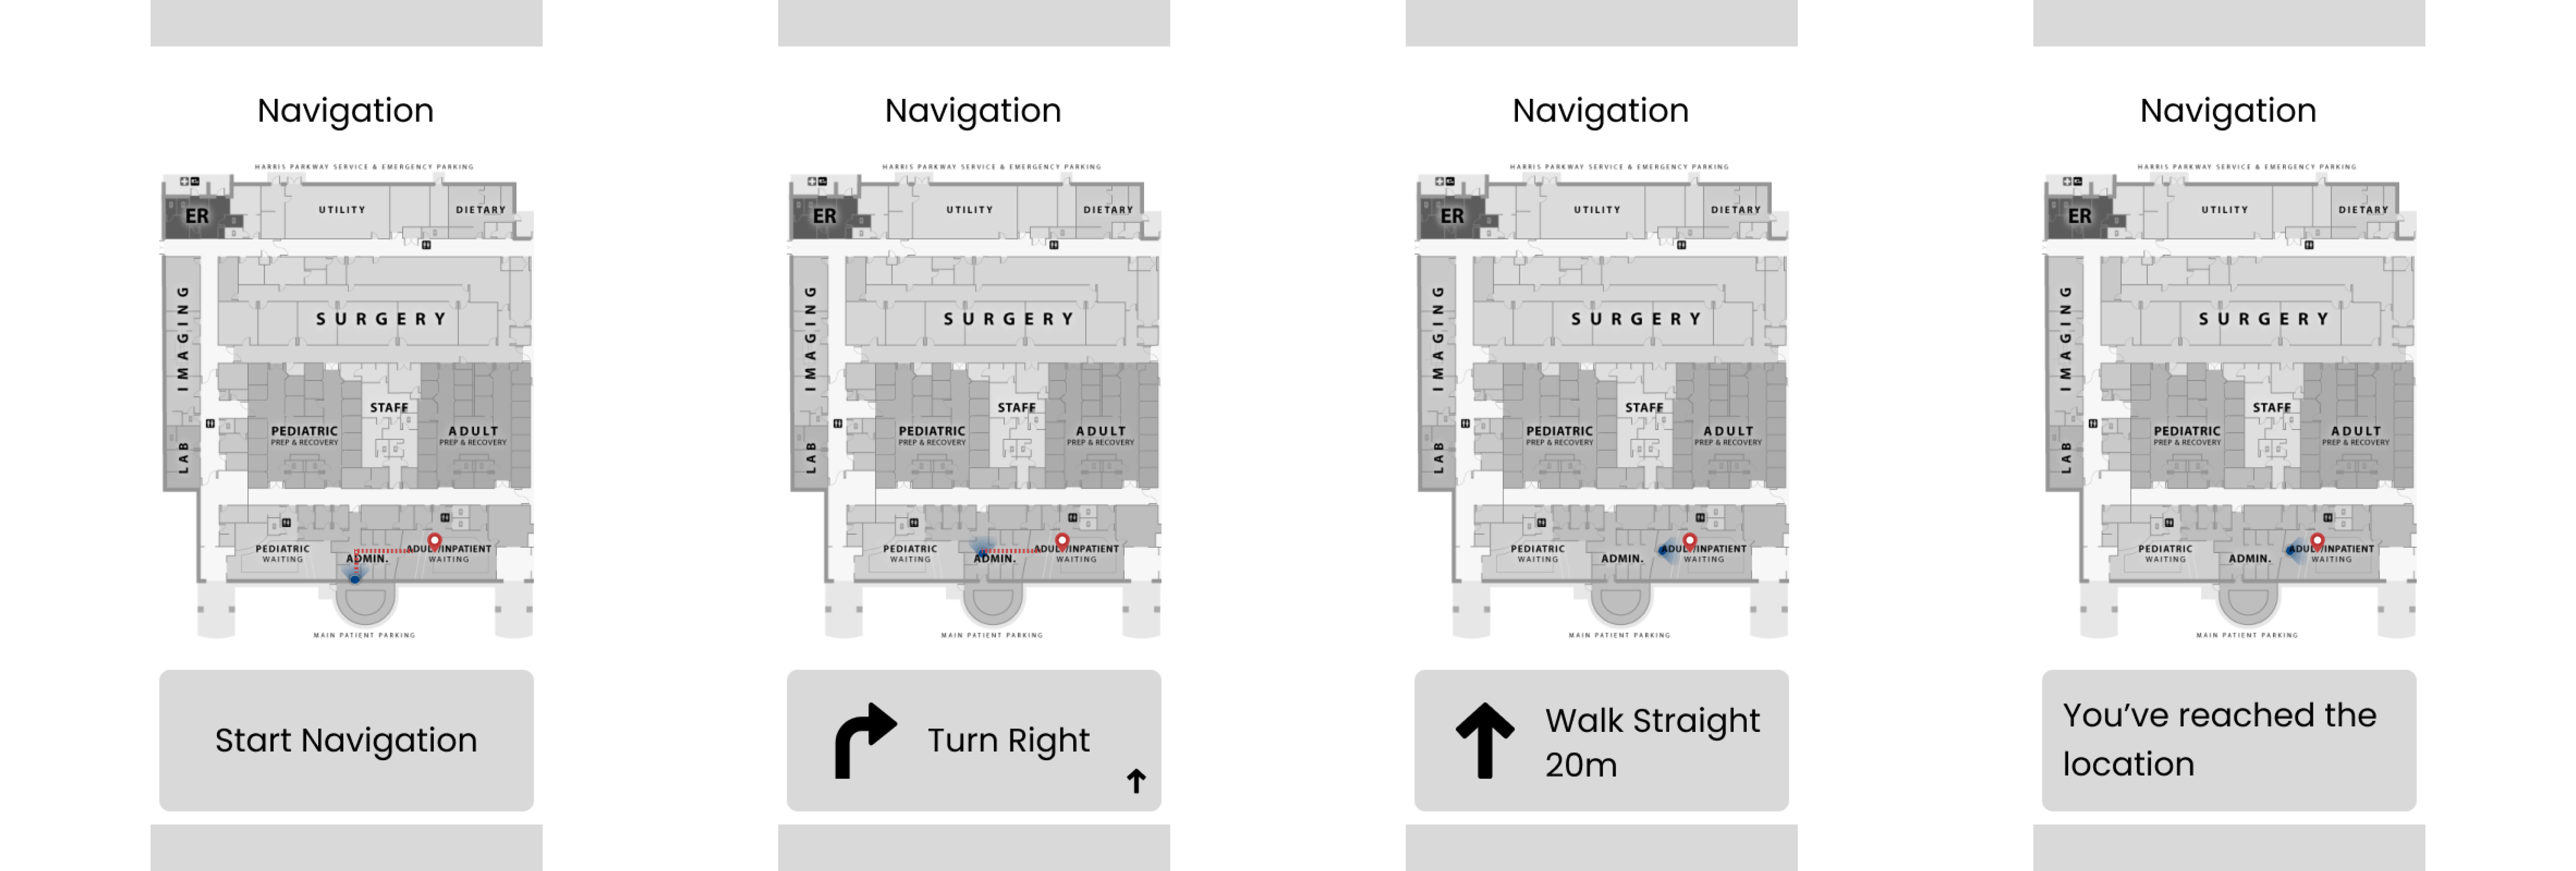 Navigation
HARRIS PARKWAY SERVICE & EMERGENCY PARKING
ER
UTILITY
DIETARY
IMAGING
SURGERY
STAFF
PEDIATRIC
PREP & RECOVERY
ADULT
PREP & RECOVERY
LAB
PEDIATRIC
WAITING
ADMIN.
ADUL/INPATIENT
WAITING
MAIN PATIENT PARKING
Start Navigation
Navigation
HARRIS PARKWAY SERVICE & EMERGENCY PARKING
ER
UTILITY
DIETARY
IMAGING
SURGERY
STAFF
PEDIATRIC
PREP & RECOVERY
ADULT
PREP & RECOVERY
LAB
PEDIATRIC
WAITING
ADMIN.
ADUL/INPATIENT
WAITING
MAIN PATIENT PARKING
Turn Right
Navigation
HARRIS PARKWAY SERVICE & EMERGENCY PARKING
ER
UTILITY
DIETARY
IMAGING
SURGERY
STAFF
PEDIATRIC
PREP & RECOVERY
ADULT
PREP & RECOVERY
LAB
PEDIATRIC
WAITING
ADMIN.
ADUL/INPATIENT
WAITING
MAIN PATIENT PARKING
Walk Straight
20m
Navigation
HARRIS PARKWAY SERVICE & EMERGENCY PARKING
ER
UTILITY
DIETARY
IMAGING
SURGERY
STAFF
PEDIATRIC
PREP & RECOVERY
ADULT
PREP & RECOVERY
LAB
PEDIATRIC
WAITING
ADMIN.
ADUL/INPATIENT
WAITING
MAIN PATIENT PARKING
You've reached the
location